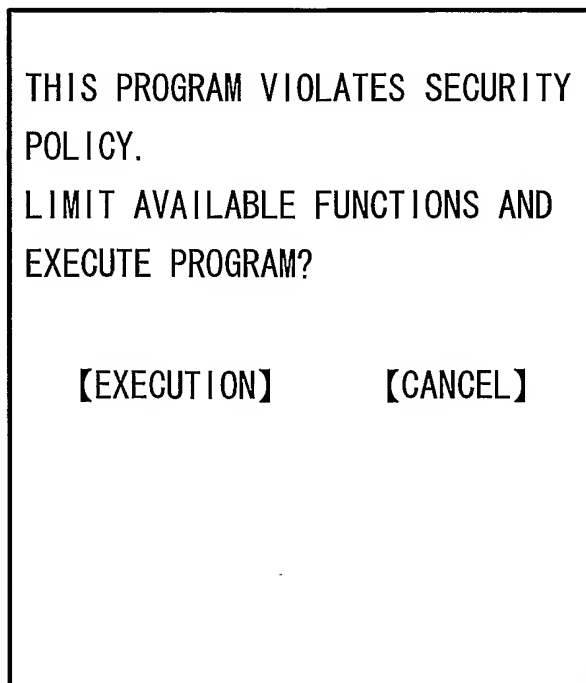 THIS PROGRAM VIOLATES SECURITY
POLICY.
LIMIT AVAILABLE FUNCTIONS AND
EXECUTE PROGRAM?
【EXECUTION】 【CANCEL】